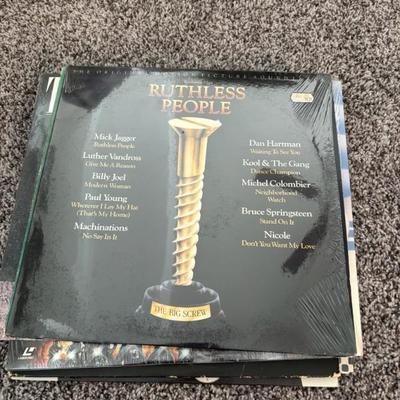 THE ORIGINAL MOTION PICTURE SOUND
RUTHLESS
PEOPLE
Mick Jagger
Ruthless People
Luther Vandross
Give Me A Reason
Billy Joel
Modern Woman
Paul Young
Wherever I Lay My Hat
(That's My Home)
Machinations
No Say In It
Dan Hartman
Waiting To See You
Kool & The Gang
Dance Champion
Michel Colombier
Neighborhood
Watch
Bruce Springsteen
Stand On It
Nicole
Don't You Want My Love
THE BIG SCREW
T